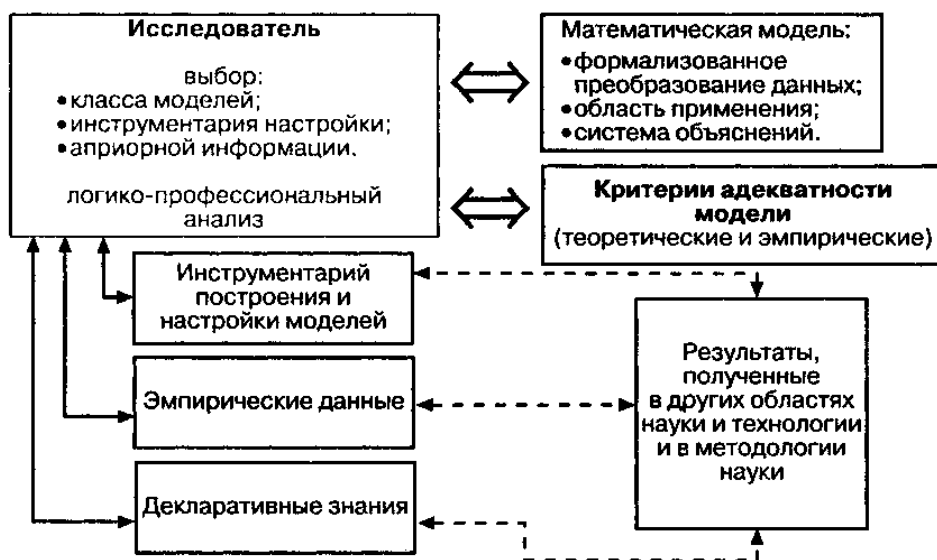 Исследователь
выбор:
•класса моделей;
•инструментария настройки;
•априорной информации.
логико-профессиональный
анализ
Математическая модель:
•формализованное
преобразование данных;
•область применения;
•система объяснений.
Критерии адекватности
модели
(теоретические и эмпирические)
Инструментарий
построения и
настройки моделей
Эмпирические данные
Декларативные знания
Результаты,
полученные
в других областях
науки и технологии
и в методологии
науки